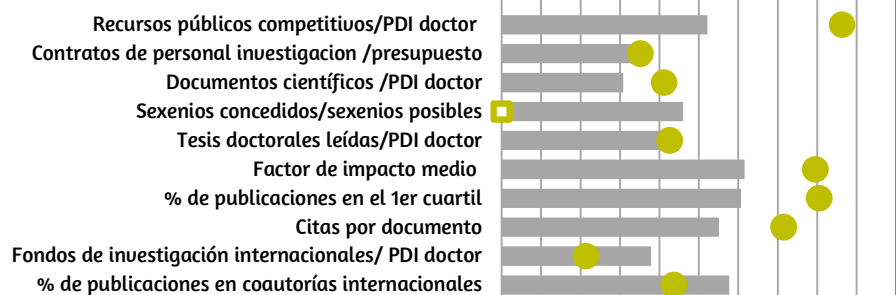 Recursos públicos competitivos/PDI doctor
Contratos de personal investigacion /presupuesto
Documentos científicos /PDI doctor
Sexenios concedidos/sexenios posibles
Tesis doctorales leídas/PDI doctor
Factor de impacto medio
% de publicaciones en el 1er cuartil
Citas por documento
Fondos de investigación internacionales/ PDI doctor
% de publicaciones en coautorías internacionales